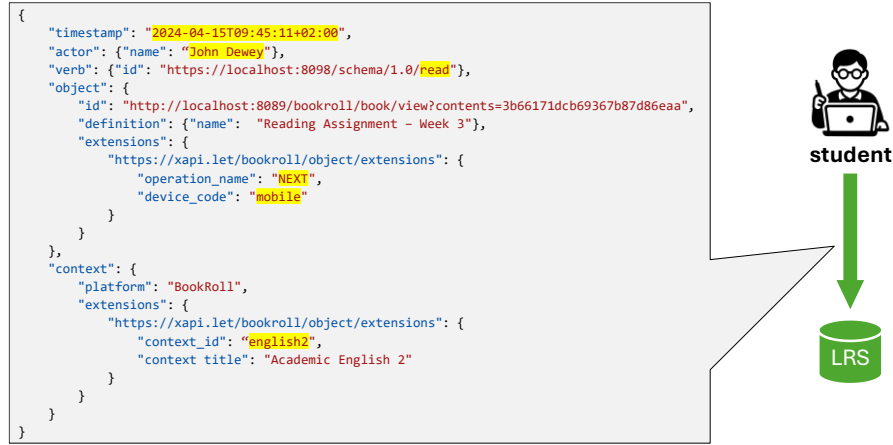 {
"timestamp": "2024-04-15T09:45:11+02:00",
"actor": {"name": “John Dewey"},
"verb": {"id": "https://localhost:8098/schema/1.0/read"},
"object": {
"id": "http://localhost:8089/bookroll/book/view?contents=3b66171dcb69367b87d86eaa",
"definition": {"name":  "Reading Assignment – Week 3"},
"extensions": {
"https://xapi.let/bookroll/object/extensions": {
"operation_name": "NEXT",
"device_code": "mobile"
}
}
},
"context": {
"platform": "BookRoll",
"extensions": {
"https://xapi.let/bookroll/object/extensions": {
"context_id": “english2",
"context title": "Academic English 2"
}
}
}
}
student
LRS